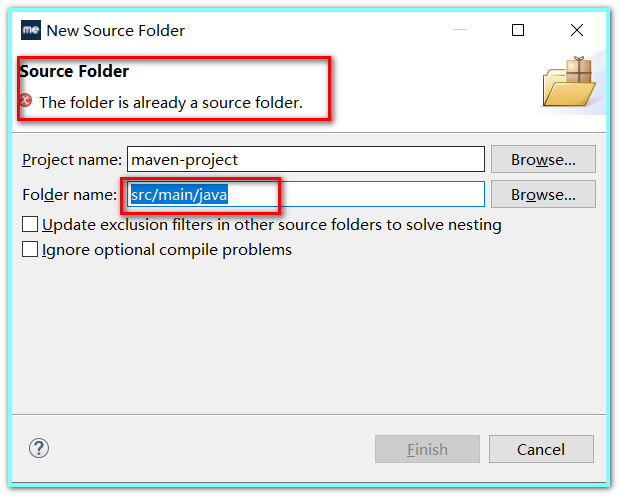 me New Source Folder
Source Folder
The folder is already a source folder.
Project name: maven-project Browse...
Folder name: src/main/java Browse...
Update exclusion filters in other source folders to solve nesting
Ignore optional compile problems
? Finish Cancel